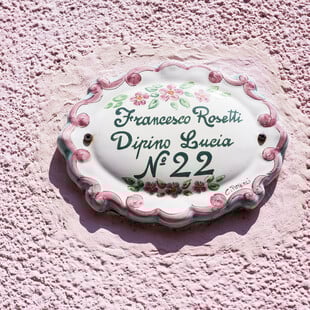 Francesco Rosetti
Dipino Lucia
Nº 22